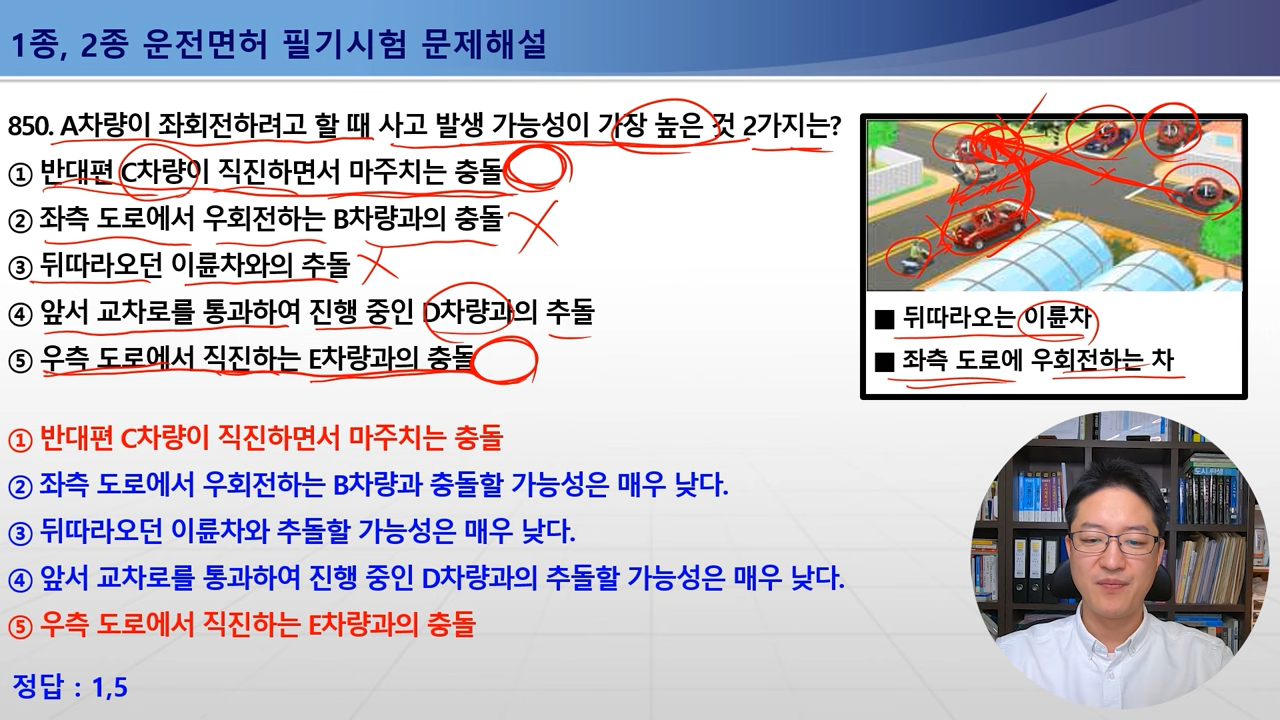 1종, 2종 운전면허 필기시험 문제해설
850. A차량이 좌회전하려고 할 때 사고 발생 가능성이 가장 높은 것 2가지는?
① 반대편 C차량이 직진하면서 마주치는 충돌
② 좌측 도로에서 우회전하는 B차량과의 충돌
③ 뒤따라오던 이륜차와의 추돌
④ 앞서 교차로를 통과하여 진행 중인 D차량과의 추돌
⑤ 우측 도로에서 직진하는 E차량과의 충돌
■ 뒤따라오는 이륜차
■ 좌측 도로에 우회전하는 차
① 반대편 C차량이 직진하면서 마주치는 충돌
② 좌측 도로에서 우회전하는 B차량과 충돌할 가능성은 매우 낮다.
③ 뒤따라오던 이륜차와 추돌할 가능성은 매우 낮다.
④ 앞서 교차로를 통과하여 진행 중인 D차량과의 추돌할 가능성은 매우 낮다.
⑤ 우측 도로에서 직진하는 E차량과의 충돌
정답 : 1,5